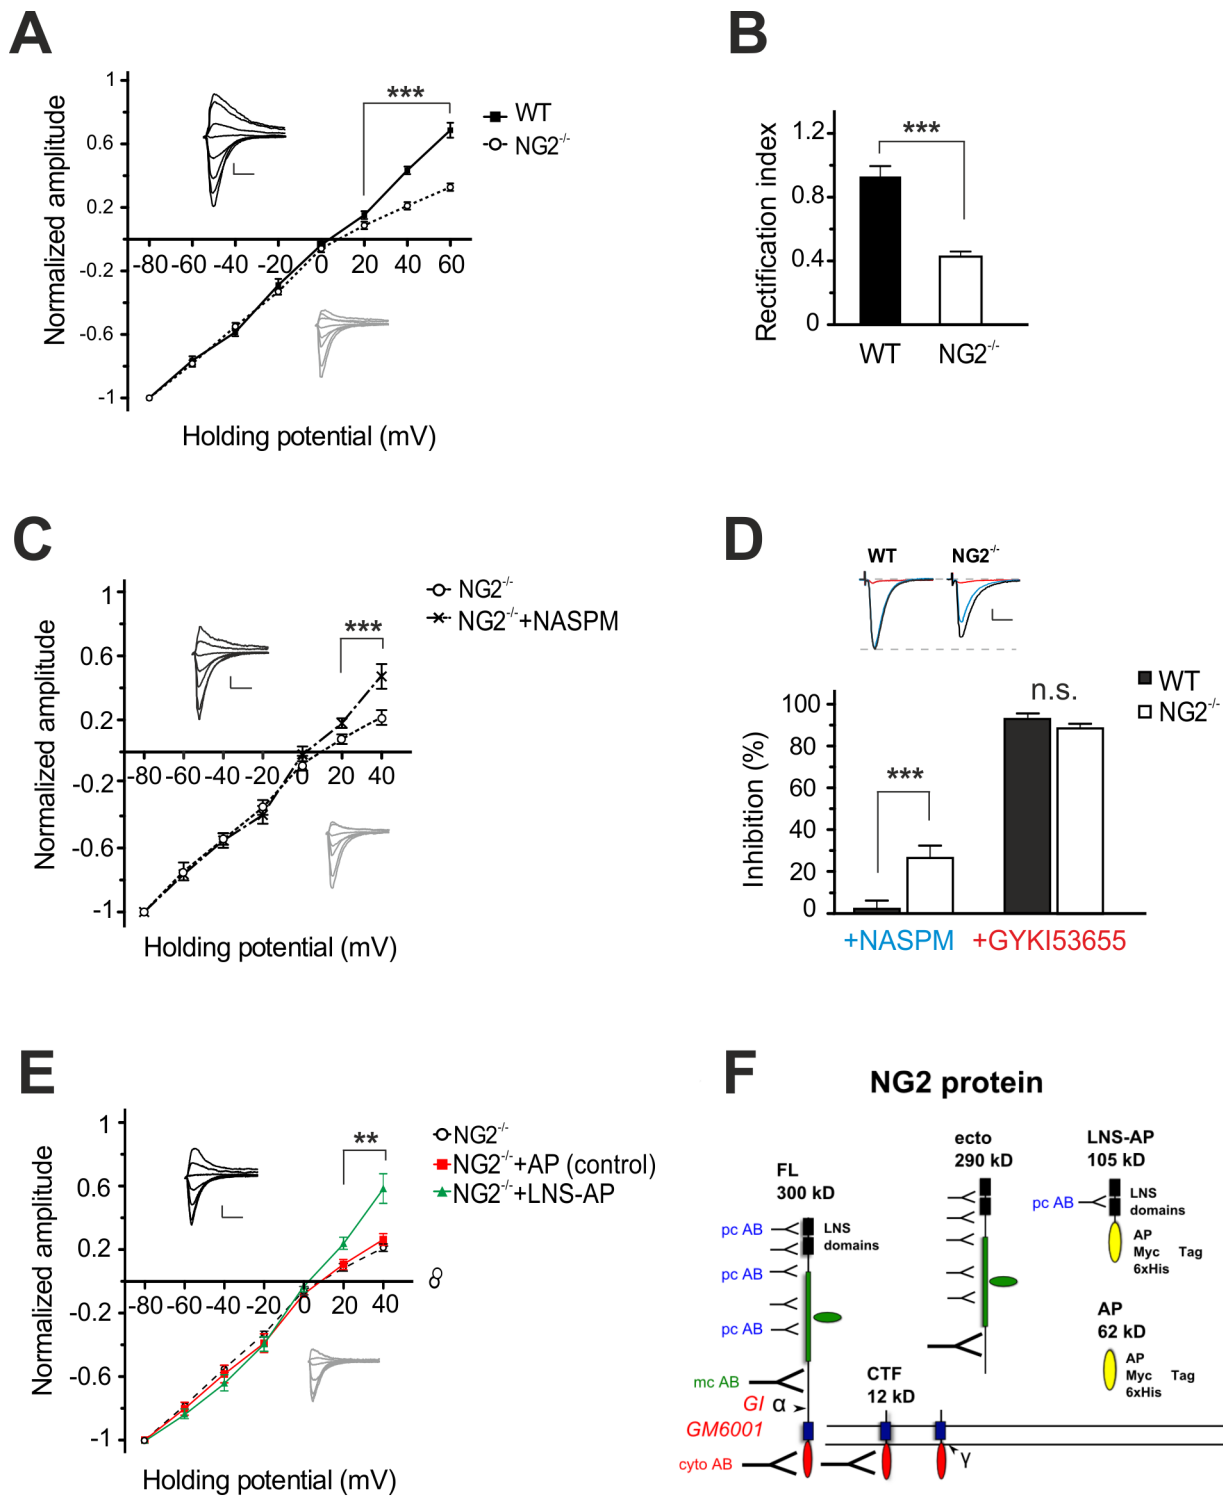 A
Normalized amplitude
1
0.6
0.2
-0.2
-0.6
-1
-80 -60 -40 -20 0 20 40 60
Holding potential (mV)
***
WT
NG2-/-
B
Rectification index
1.2
0.8
0.4
0
***
WT NG2-/-
C
Normalized amplitude
1
0.6
0.2
-0.2
-0.6
-1
-80 -60 -40 -20 0 20 40
Holding potential (mV)
***
NG2-/-
NG2-/-+NASPM
D
WT NG2-/-
Inhibition (%)
100
80
60
40
20
0
***
n.s.
WT
NG2-/-
+NASPM +GYKI53655
E
Normalized amplitude
1
0.6
0.2
-0.2
-0.6
-1
-80 -60 -40 -20 0 20 40
Holding potential (mV)
**
NG2-/-
NG2-/-+AP (control)
NG2-/-+LNS-AP
F
NG2 protein
FL
300 kD
pc AB
LNS
domains
pc AB
pc AB
mc AB
GI α
GM6001
cyto AB
CTF
12 kD
γ
ecto
290 kD
LNS-AP
105 kD
pc AB
LNS
domains
AP
Myc Tag
6xHis
AP
62 kD
AP
Myc Tag
6xHis